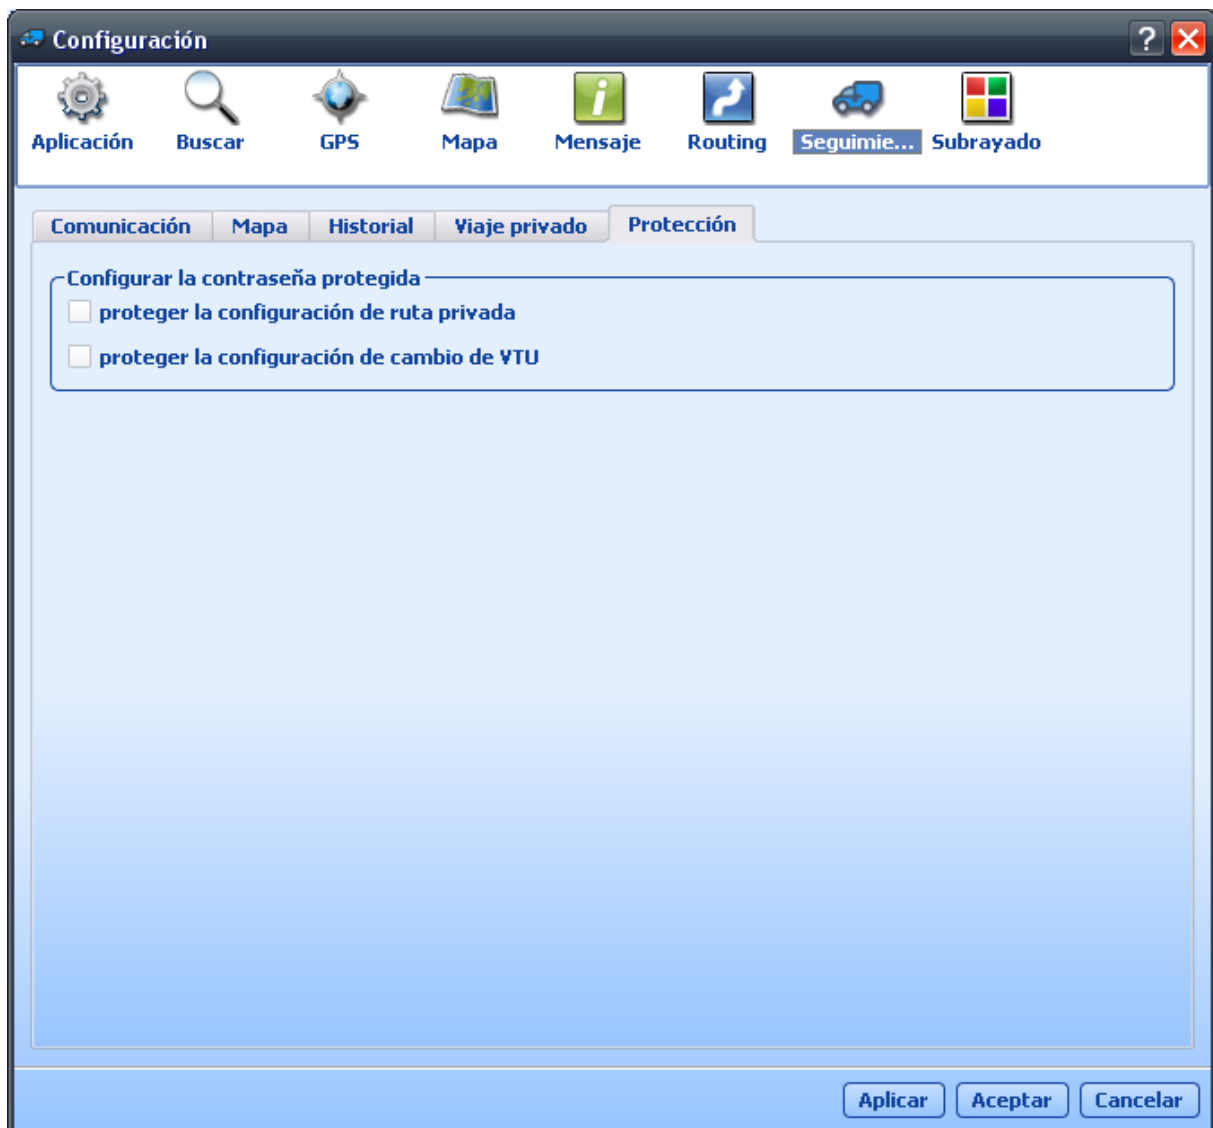 Configuración
Aplicación Buscar GPS Mapa Mensaje Routing Seguimie... Subrayado
Comunicación Mapa Historial Viaje privado Protección
Configurar la contraseña protegida
proteger la configuración de ruta privada
proteger la configuración de cambio de VTU
Aplicar Aceptar Cancelar